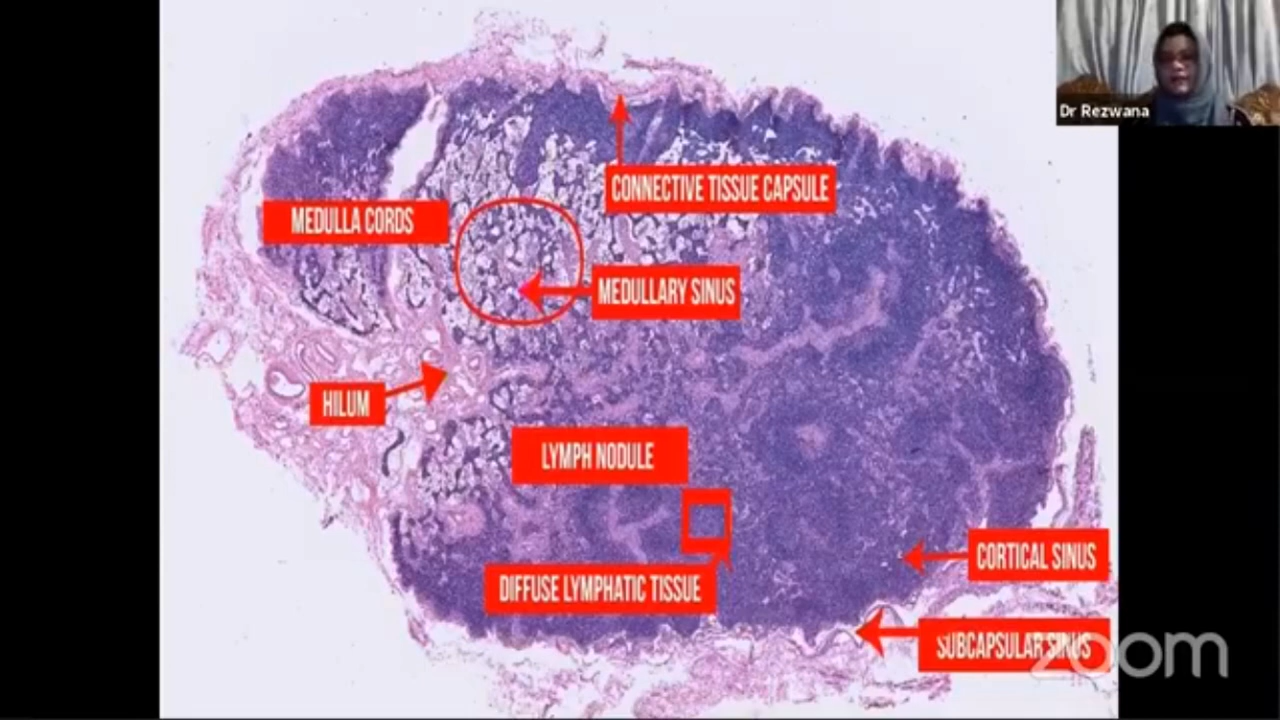 Dr Rezwana
CONNECTIVE TISSUE CAPSULE
MEDULLA CORDS
MEDULLARY SINUS
HILUM
LYMPH NODULE
CORTICAL SINUS
DIFFUSE LYMPHATIC TISSUE
SUBCAPSULAR SINUS
zoom